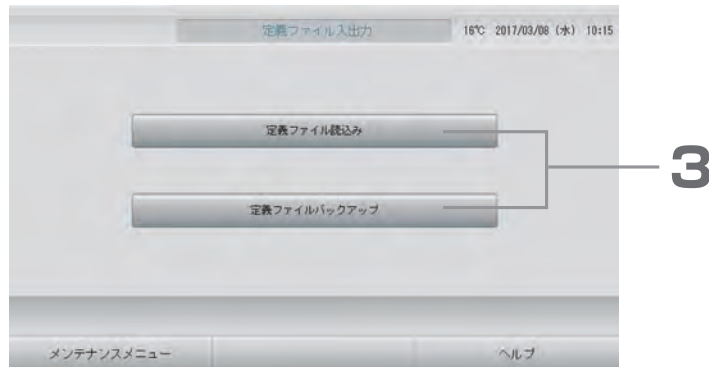 定義ファイル入出力 16℃ 2017/03/08 (水) 10:15
定義ファイル読込み
3
定義ファイルバックアップ
メンテナンスメニュー ヘルプ